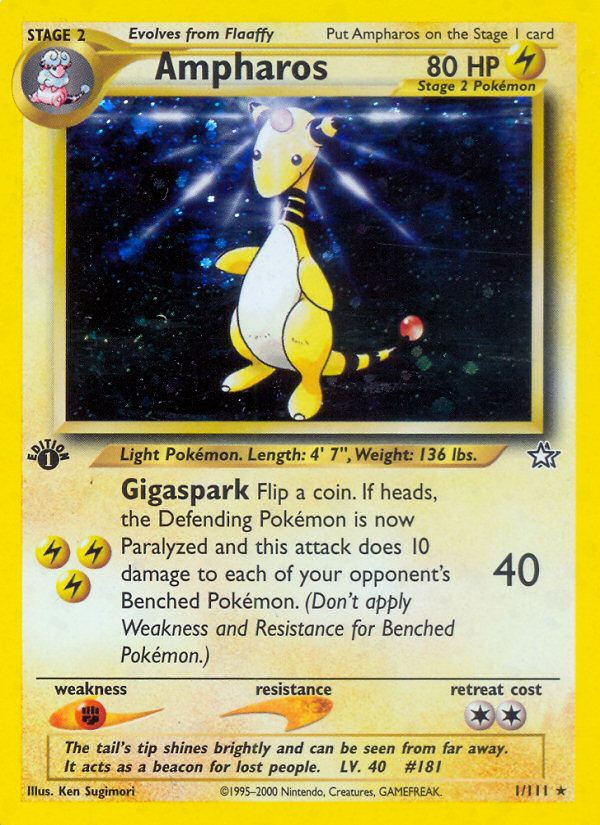 STAGE 2 Evolves from Flaaffy Put Ampharos on the Stage 1 card
Ampharos 80 HP
Stage 2 Pokémon
EDITION
1
Light Pokémon. Length: 4' 7", Weight: 136 lbs.
Gigaspark Flip a coin. If heads,
the Defending Pokémon is now
Paralyzed and this attack does 10
damage to each of your opponent's
Benched Pokémon. (Don't apply
Weakness and Resistance for Benched
Pokémon.)
40
weakness resistance retreat cost
The tail's tip shines brightly and can be seen from far away.
It acts as a beacon for lost people. LV. 40 #181
Illus. Ken Sugimori ©1995-2000 Nintendo, Creatures, GAMEFREAK. 1/111 ★